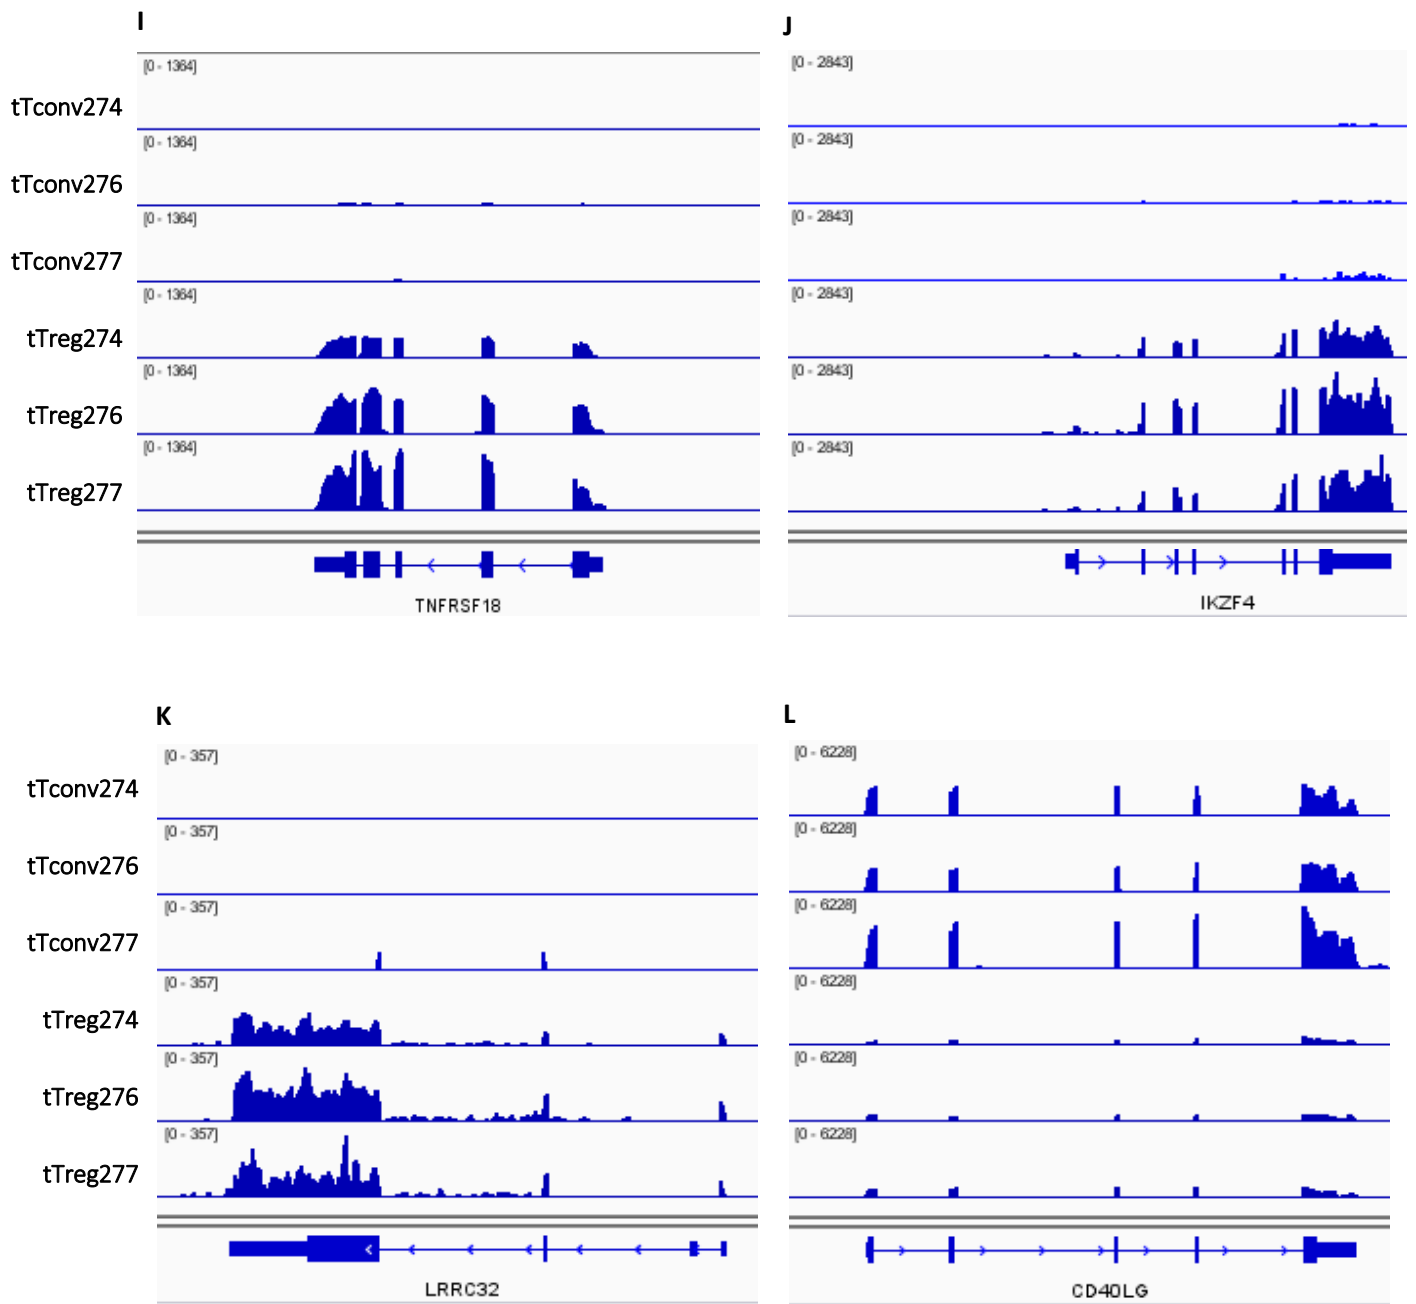 I
[0 - 1364]
tTconv274
[0 - 1364]
tTconv276
[0 - 1364]
tTconv277
[0 - 1364]
tTreg274
[0 - 1364]
tTreg276
[0 - 1364]
tTreg277
TNFRSF18
J
[0 - 2843]
[0 - 2843]
[0 - 2843]
[0 - 2843]
[0 - 2843]
[0 - 2843]
IKZF4
K
[0 - 357]
tTconv274
[0 - 357]
tTconv276
[0 - 357]
tTconv277
[0 - 357]
tTreg274
[0 - 357]
tTreg276
[0 - 357]
tTreg277
LRRC32
L
[0 - 6228]
[0 - 6228]
[0 - 6228]
[0 - 6228]
[0 - 6228]
[0 - 6228]
CD40LG